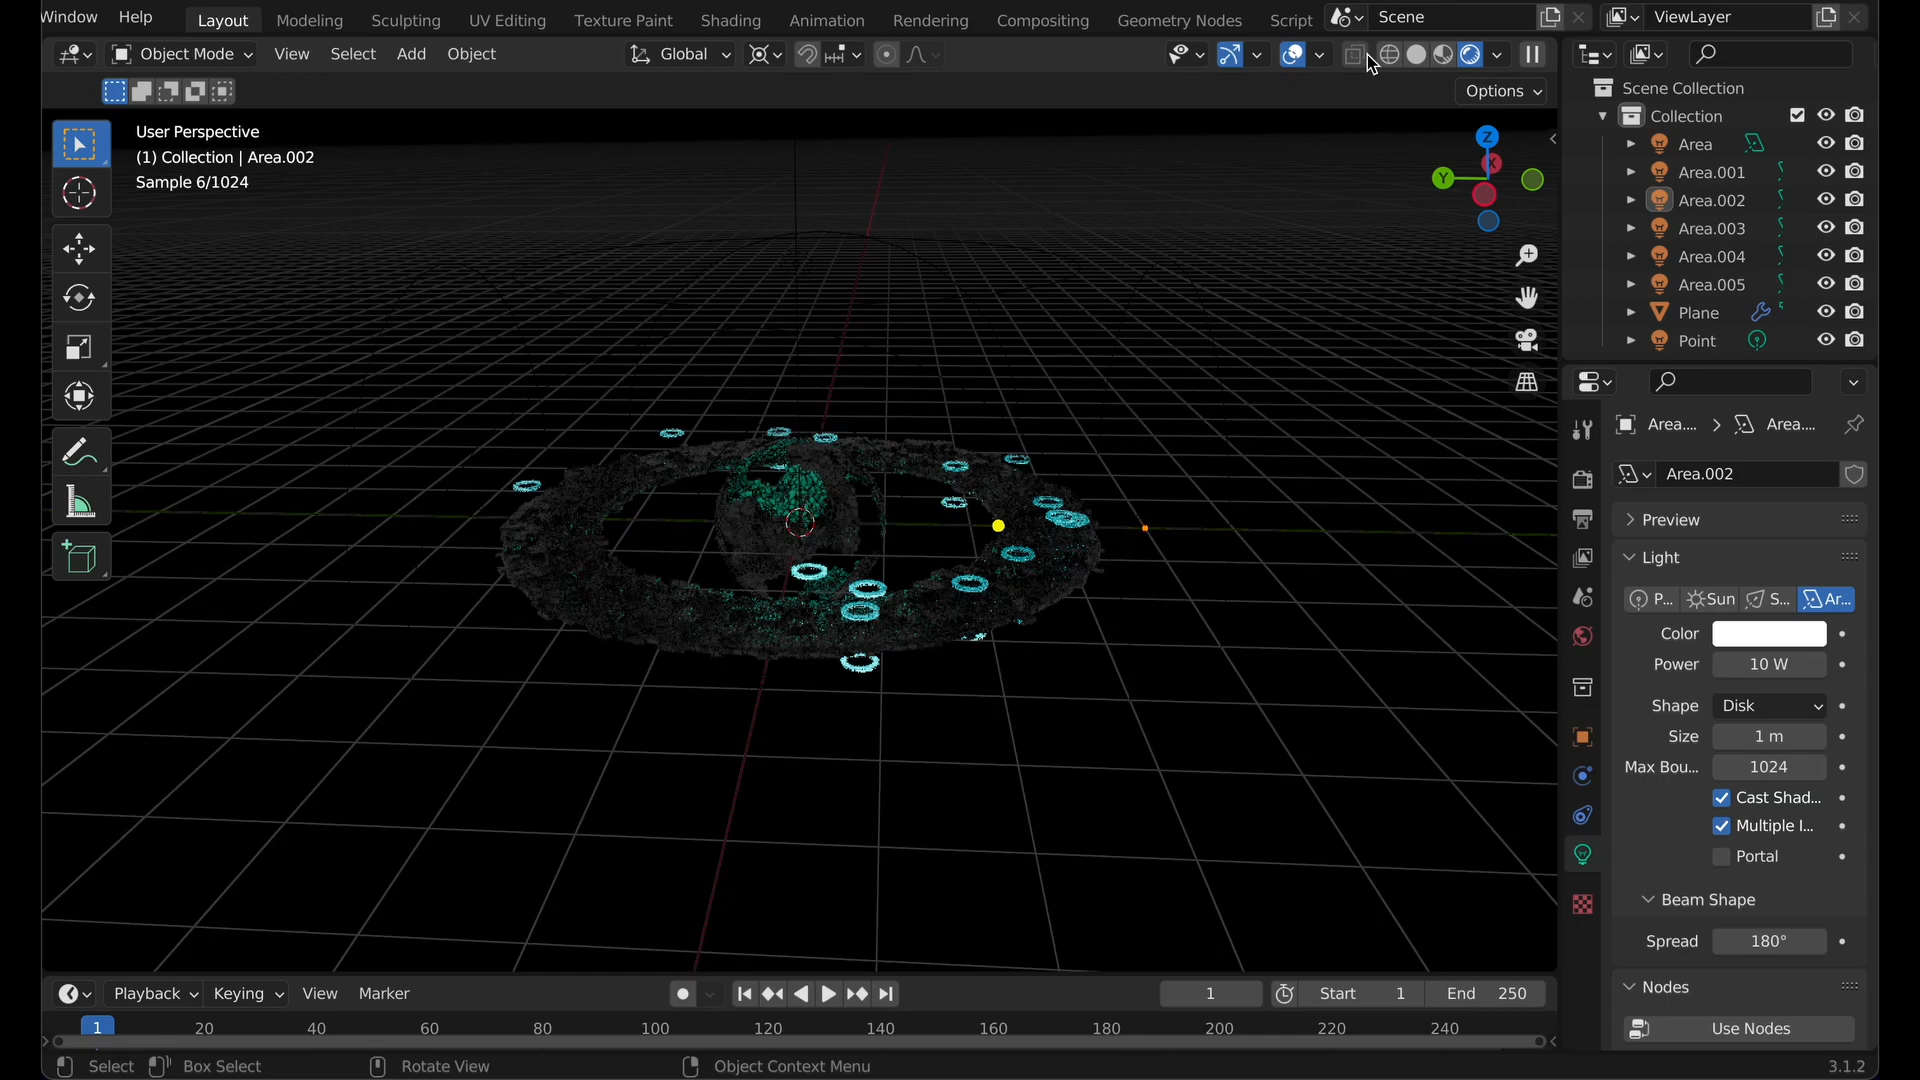 Window Help Layout Modeling Sculpting UV Editing Texture Paint Shading Animation Rendering Compositing Geometry Nodes Script Scene ViewLayer
Object Mode View Select Add Object Global
Options
User Perspective
(1) Collection | Area.002
Sample 6/1024
Z
X
Y
Scene Collection
Collection
Area
Area.001
Area.002
Area.003
Area.004
Area.005
Plane
Point
Area.... Area....
Area.002
Preview
Light
P... Sun S... Ar...
Color
Power 10 W
Shape Disk
Size 1 m
Max Bou... 1024
Cast Shad...
Multiple I...
Portal
Beam Shape
Spread 180°
Nodes
Use Nodes
Playback Keying View Marker 1 Start 1 End 250
1 20 40 60 80 100 120 140 160 180 200 220 240
Select Box Select Rotate View Object Context Menu 3.1.2